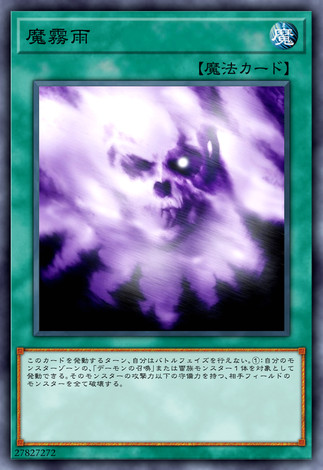 魔霧雨
魔
【魔法カード】
このカードを発動するターン、自分はバトルフェイズを行えない。①:自分のモ
ンスターゾーンの、「デーモンの召喚」または雷族モンスター1体を対象として
発動できる。そのモンスターの攻撃力以下の守備力を持つ、相手フィールドの
モンスターを全て破壊する。
27827272